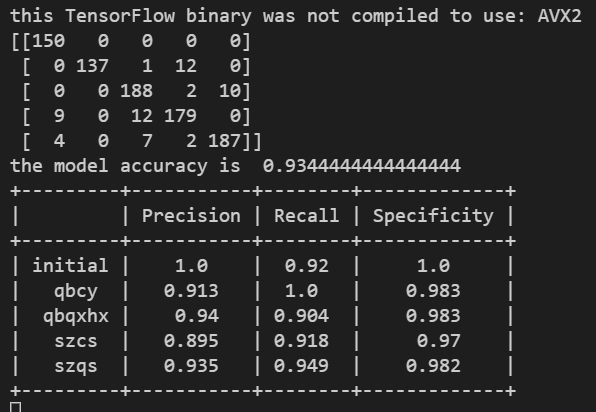 this TensorFlow binary was not compiled to use: AVX2
[[150   0   0   0   0]
 [  0 137   1  12   0]
 [  0   0 188   2  10]
 [  9   0  12 179   0]
 [  4   0   7   2 187]]
the model accuracy is  0.9344444444444444
+---------+-----------+--------+-------------+
|         | Precision | Recall | Specificity |
+---------+-----------+--------+-------------+
| initial |    1.0    |  0.92  |     1.0     |
|   qbcy  |   0.913   |  1.0   |    0.983    |
|  qbqxhx |    0.94   | 0.904  |    0.983    |
|   szcs  |   0.895   | 0.918  |     0.97    |
|   szqs  |   0.935   | 0.949  |    0.982    |
+---------+-----------+--------+-------------+